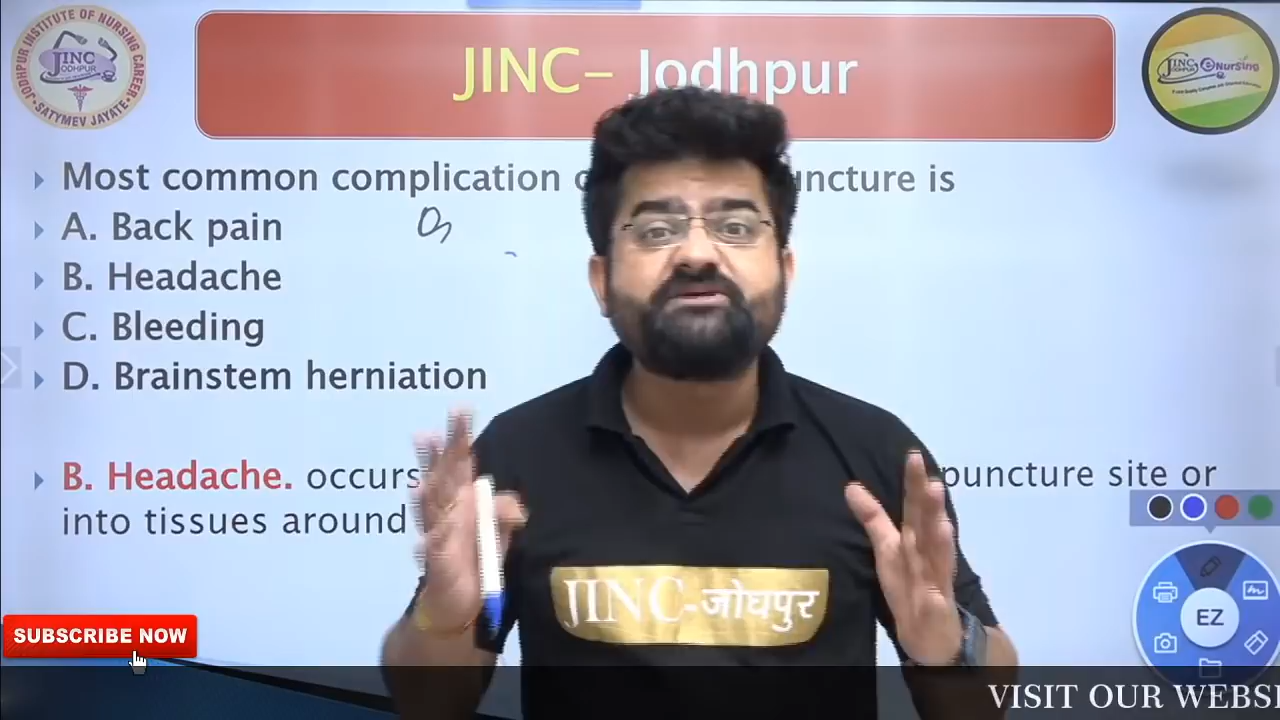 JODHPUR INSTITUTE OF NURSING CAREER
JINC
JODHPUR
SATYMEV JAYATE
JINC- Jodhpur
JINC
JODHPUR
eNursing
Most common complication
uncture is
A. Back pain
B. Headache
C. Bleeding
D. Brainstem herniation
B. Headache. occurs puncture site or
into tissues around
JINC-जोधपुर
EZ
SUBSCRIBE NOW
VISIT OUR WEBSI